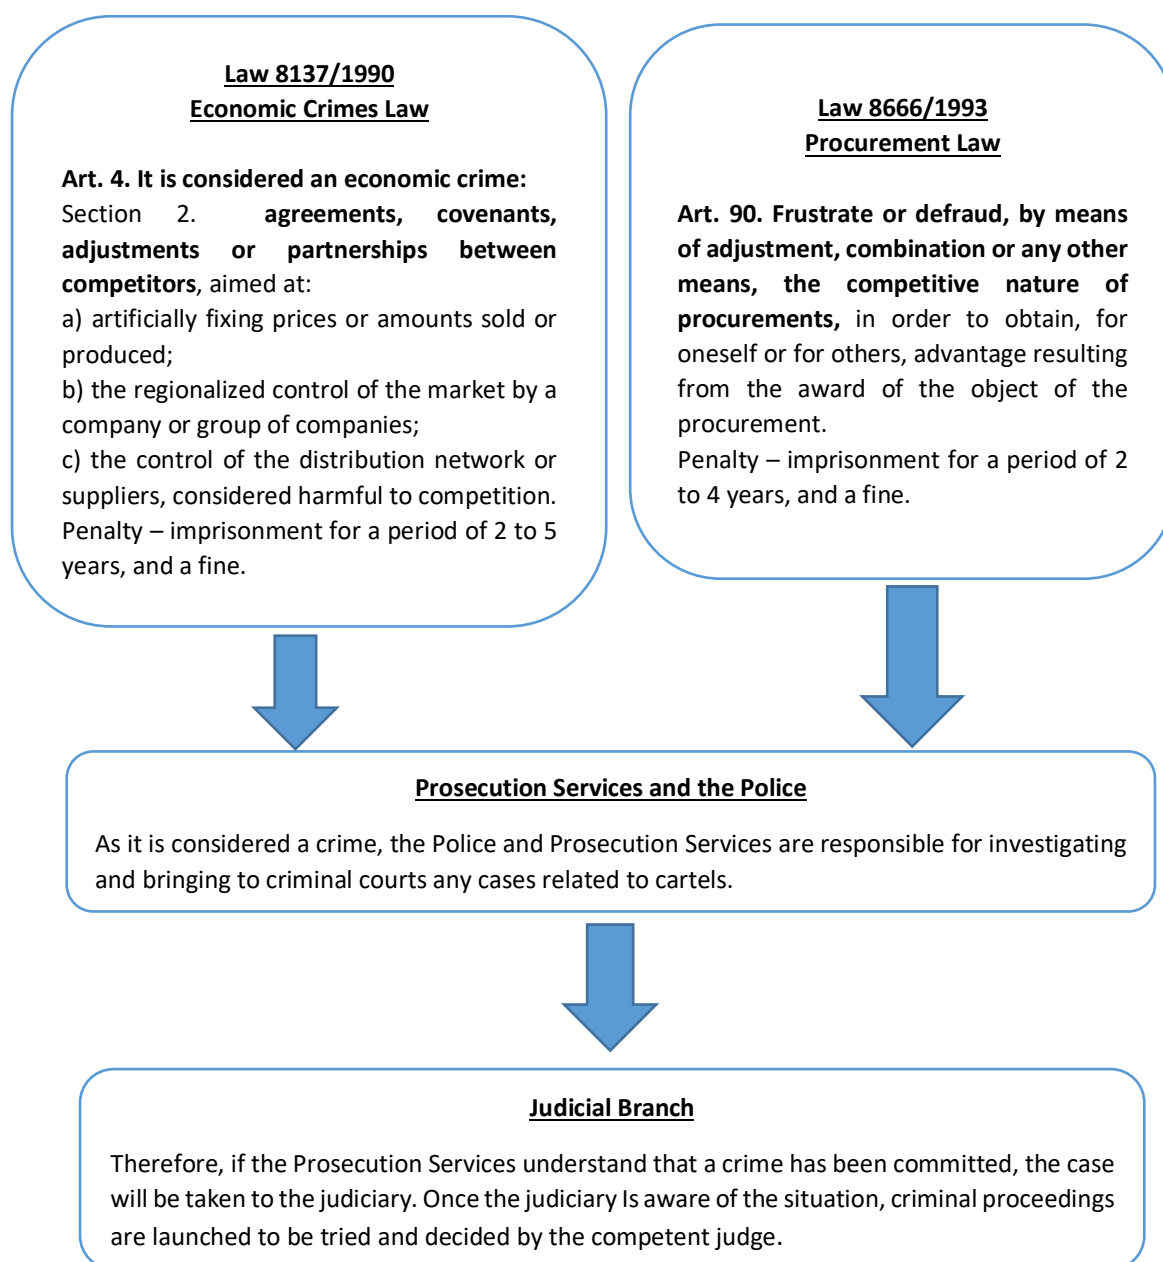 Law 8137/1990
Economic Crimes Law
Art. 4. It is considered an economic crime:
Section 2. agreements, covenants,
adjustments or partnerships between
competitors, aimed at:
a) artificially fixing prices or amounts sold or
produced;
b) the regionalized control of the market by a
company or group of companies;
c) the control of the distribution network or
suppliers, considered harmful to competition.
Penalty – imprisonment for a period of 2 to 5
years, and a fine.
Law 8666/1993
Procurement Law
Art. 90. Frustrate or defraud, by means
of adjustment, combination or any other
means, the competitive nature of
procurements, in order to obtain, for
oneself or for others, advantage resulting
from the award of the object of the
procurement.
Penalty – imprisonment for a period of 2
to 4 years, and a fine.
Prosecution Services and the Police
As it is considered a crime, the Police and Prosecution Services are responsible for investigating
and bringing to criminal courts any cases related to cartels.
Judicial Branch
Therefore, if the Prosecution Services understand that a crime has been committed, the case
will be taken to the judiciary. Once the judiciary Is aware of the situation, criminal proceedings
are launched to be tried and decided by the competent judge.